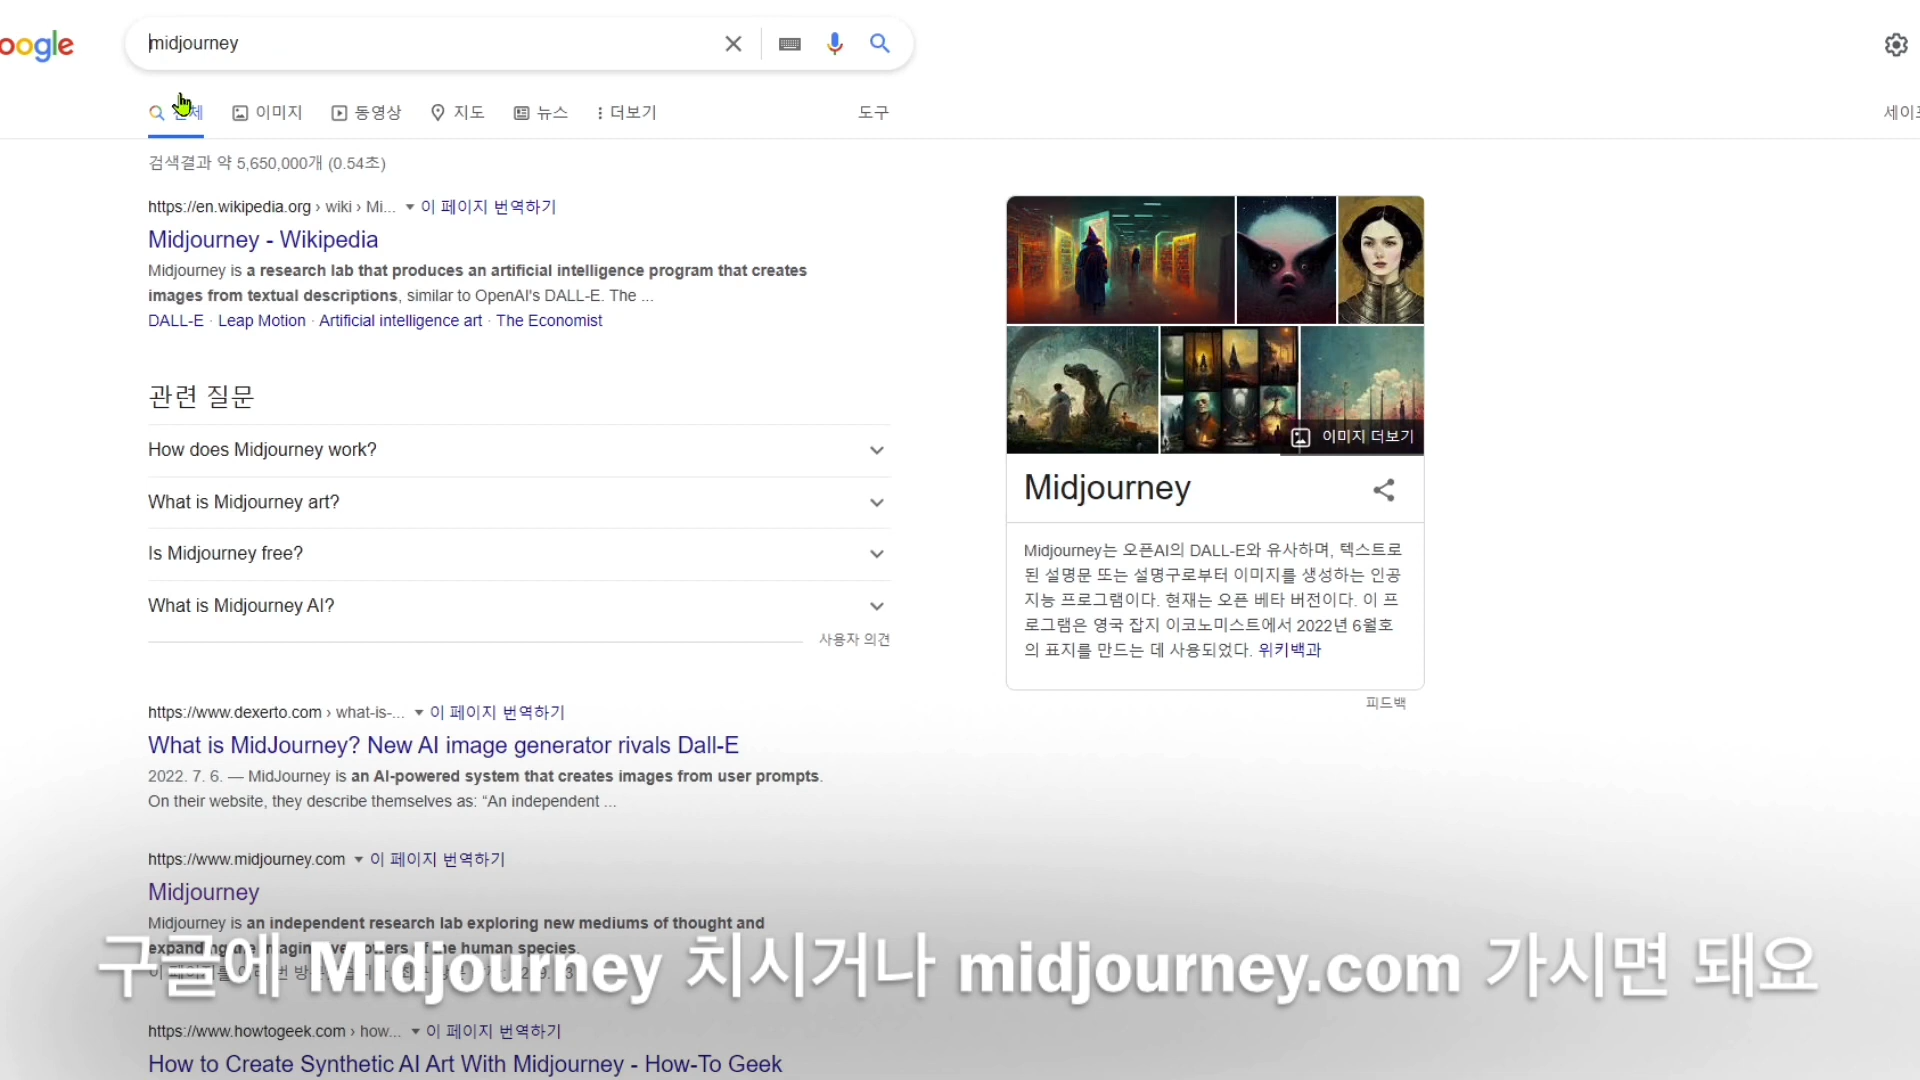 oogle
midjourney
이미지
동영상
지도
뉴스
더보기
도구
검색결과 약 5,650,000개 (0.54초)
https://en.wikipedia.org › wiki › Mi... 이 페이지 번역하기
Midjourney - Wikipedia
Midjourney is a research lab that produces an artificial intelligence program that creates
images from textual descriptions, similar to OpenAI's DALL-E. The ...
DALL-E · Leap Motion · Artificial intelligence art · The Economist
관련 질문
How does Midjourney work?
What is Midjourney art?
Is Midjourney free?
What is Midjourney AI?
사용자 의견
https://www.dexerto.com › what-is-... 이 페이지 번역하기
What is MidJourney? New AI image generator rivals Dall-E
2022. 7. 6. — MidJourney is an AI-powered system that creates images from user prompts.
On their website, they describe themselves as: “An independent ...
https://www.midjourney.com 이 페이지 번역하기
Midjourney
Midjourney is an independent research lab exploring new mediums of thought and
expanding the imaginative powers of the human species.
https://www.howtogeek.com › how... 이 페이지 번역하기
How to Create Synthetic AI Art With Midjourney - How-To Geek
이미지 더보기
Midjourney
Midjourney는 오픈AI의 DALL-E와 유사하며, 텍스트로
된 설명문 또는 설명구로부터 이미지를 생성하는 인공
지능 프로그램이다. 현재는 오픈 베타 버전이다. 이 프
로그램은 영국 잡지 이코노미스트에서 2022년 6월호
의 표지를 만드는 데 사용되었다. 위키백과
피드백
구글에 Midjourney 치시거나 midjourney.com 가시면 돼요